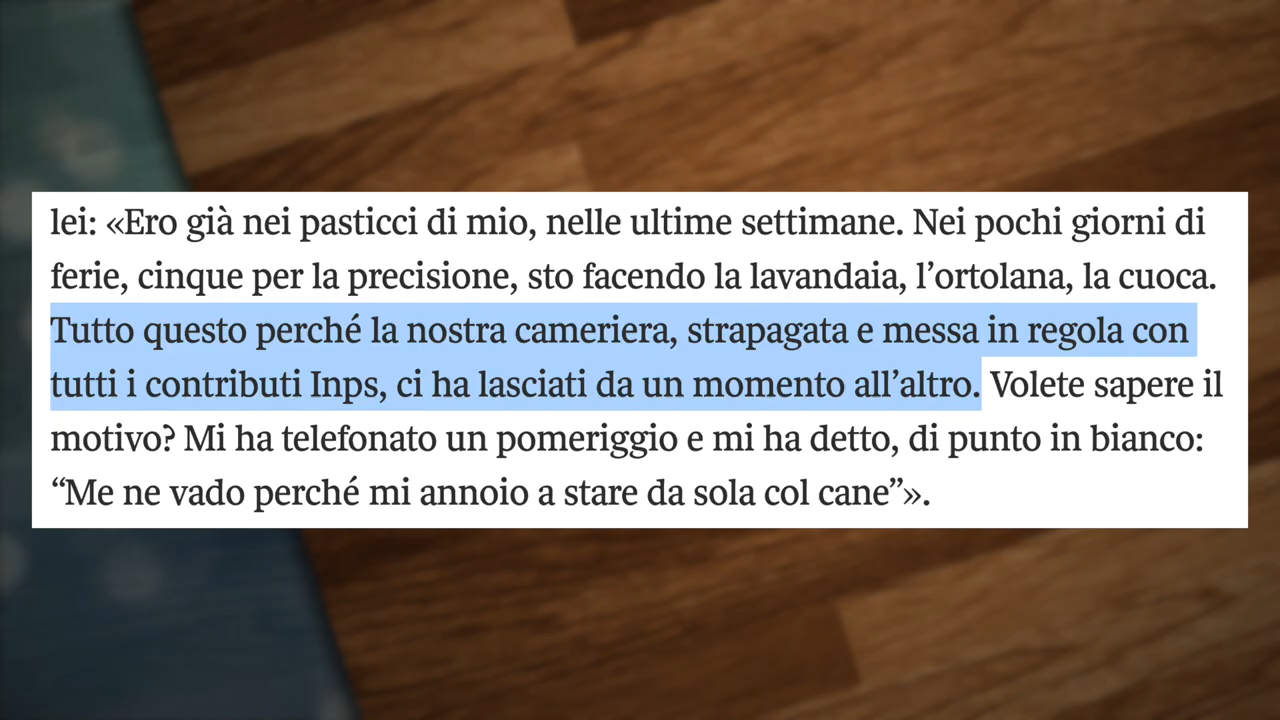 lei: «Ero già nei pasticci di mio, nelle ultime settimane. Nei pochi giorni di
ferie, cinque per la precisione, sto facendo la lavandaia, l’ortolana, la cuoca.
Tutto questo perché la nostra cameriera, strapagata e messa in regola con
tutti i contributi Inps, ci ha lasciati da un momento all’altro. Volete sapere il
motivo? Mi ha telefonato un pomeriggio e mi ha detto, di punto in bianco:
“Me ne vado perché mi annoio a stare da sola col cane”».